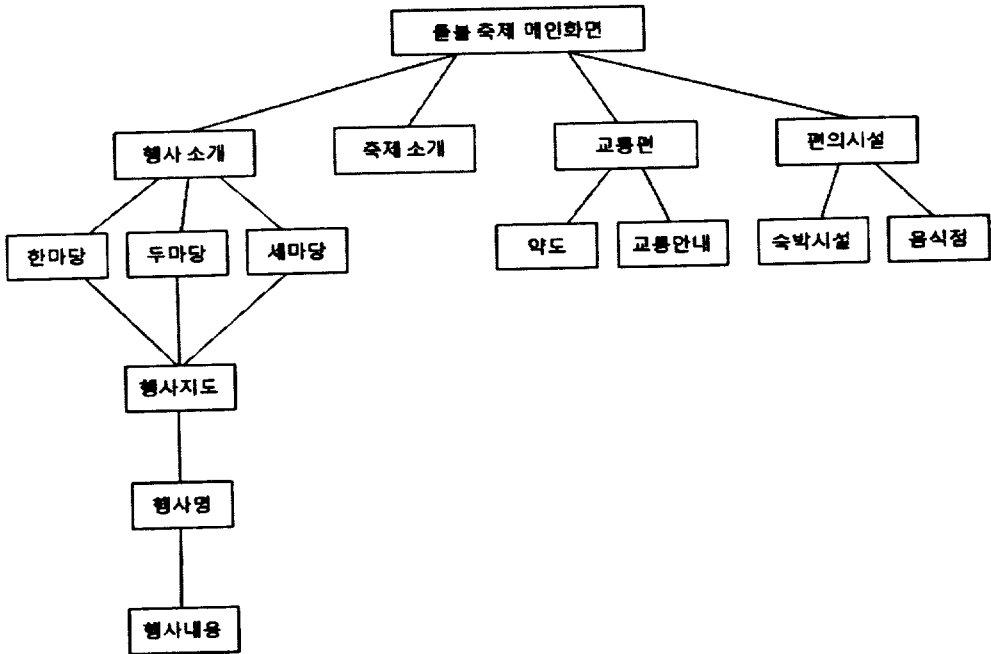 들불 축제 메인화면
행사 소개
축제 소개
교통편
편의시설
한마당
두마당
세마당
약도
교통안내
숙박시설
음식점
행사지도
행사명
행사내용